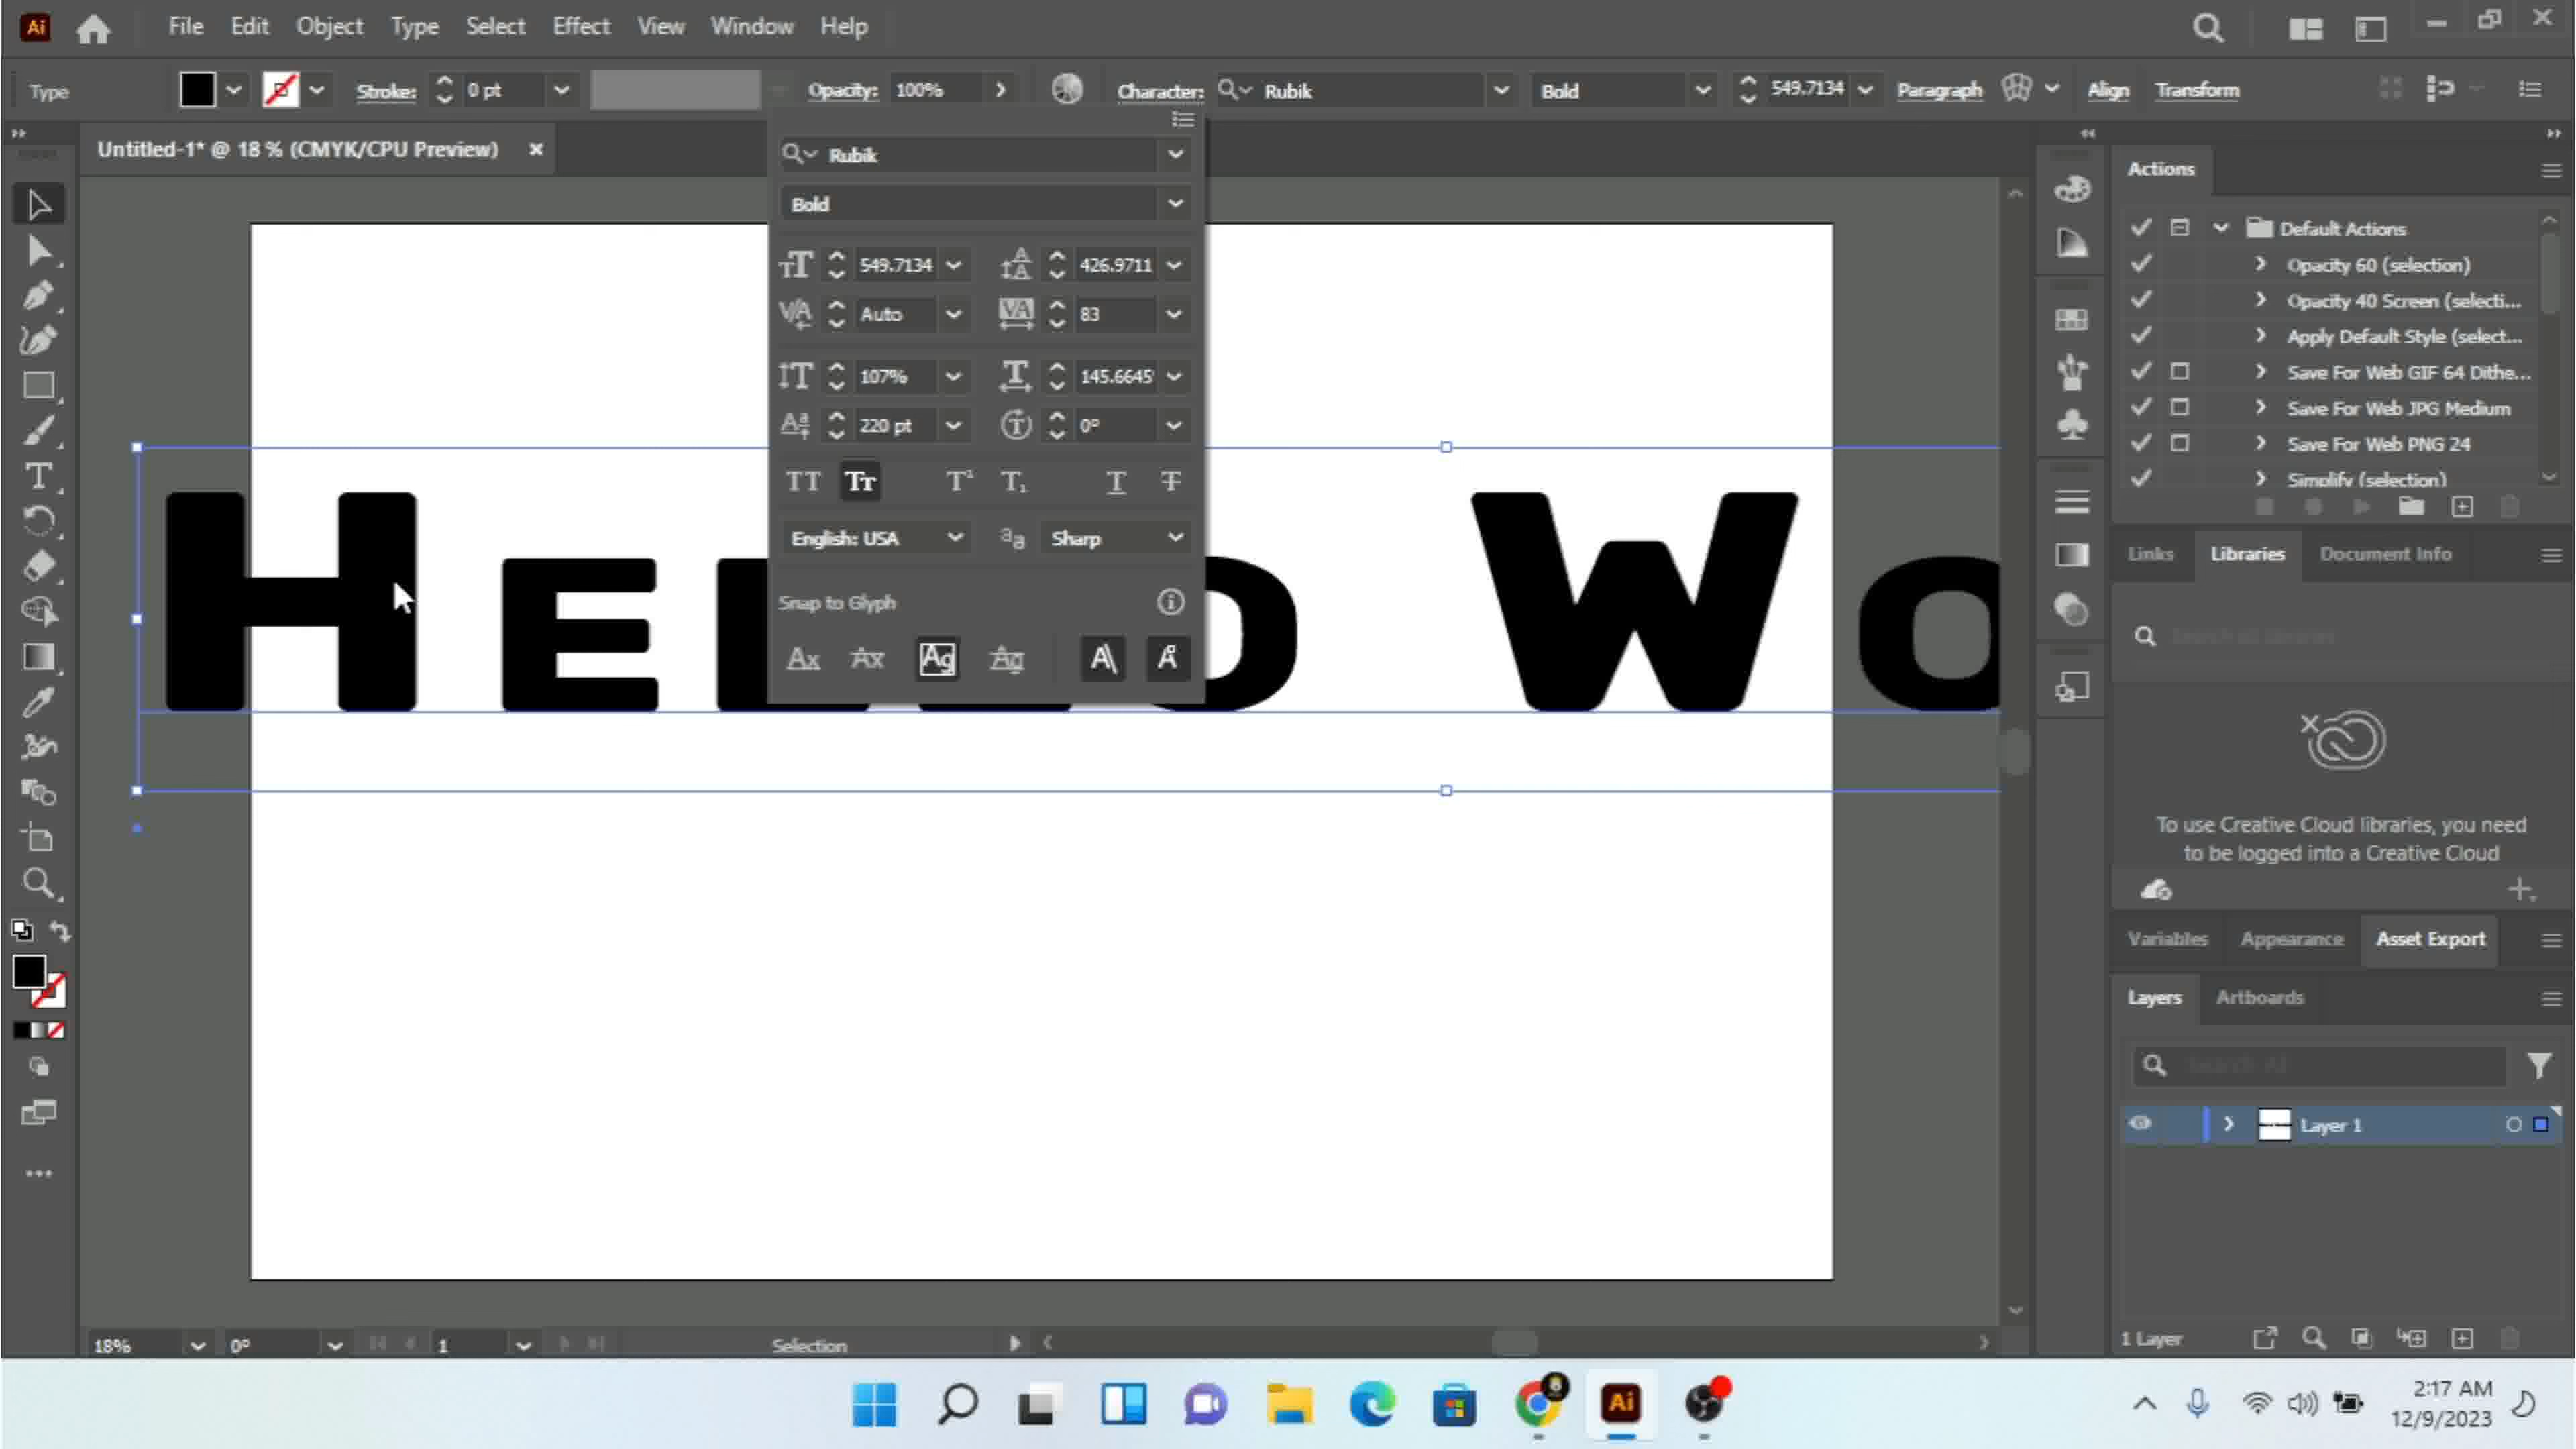 Ai File Edit Object Type Select Effect View Window Help
Type Stroke: 0 pt Opacity: 100% Character: Rubik Bold 549.7134 Paragraph Align Transform
Untitled-1* @ 18 % (CMYK/CPU Preview) ×
Rubik
Bold
549.7134 426.9711
Auto 83
107% 145.6645
220 pt 0°
English: USA Sharp
Snap to Glyph
HE
O WO
Actions
Default Actions
Opacity 60 (selection)
Opacity 40 Screen (selecti...
Apply Default Style (select...
Save For Web GIF 64 Dithe...
Save For Web JPG Medium
Save For Web PNG 24
Simplify (selection)
Links Libraries Document Info
To use Creative Cloud libraries, you need
to be logged into a Creative Cloud
Variables Appearance Asset Export
Layers Artboards
Layer 1
1 Layer
18% 0° 1 Selection
Ai
2:17 AM
12/9/2023